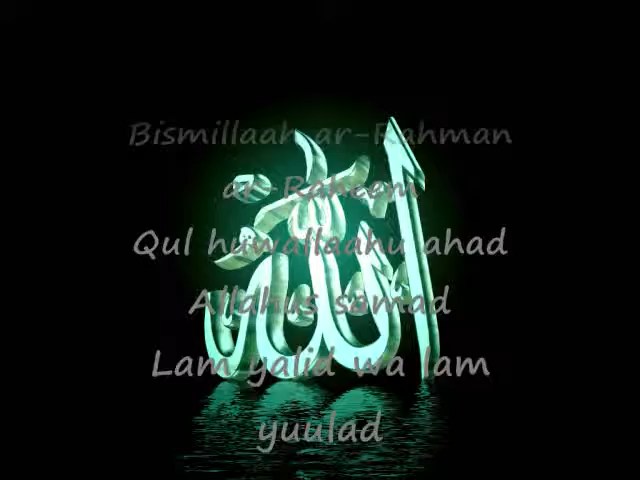 Bismillaah ar-Rahman
ar-Raheem
Qul huwallaahu ahad
Allahus samad
Lam yalid wa lam
yuulad
الله